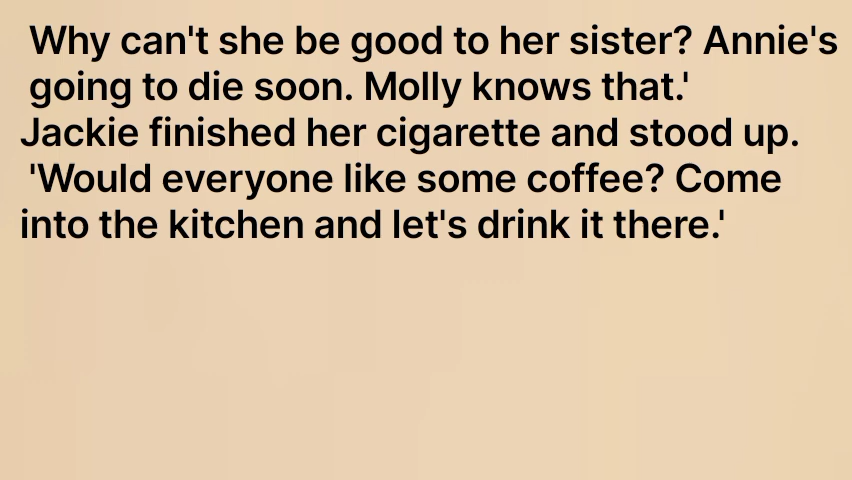 Why can't she be good to her sister? Annie's
going to die soon. Molly knows that.'
Jackie finished her cigarette and stood up.
'Would everyone like some coffee? Come
into the kitchen and let's drink it there.'